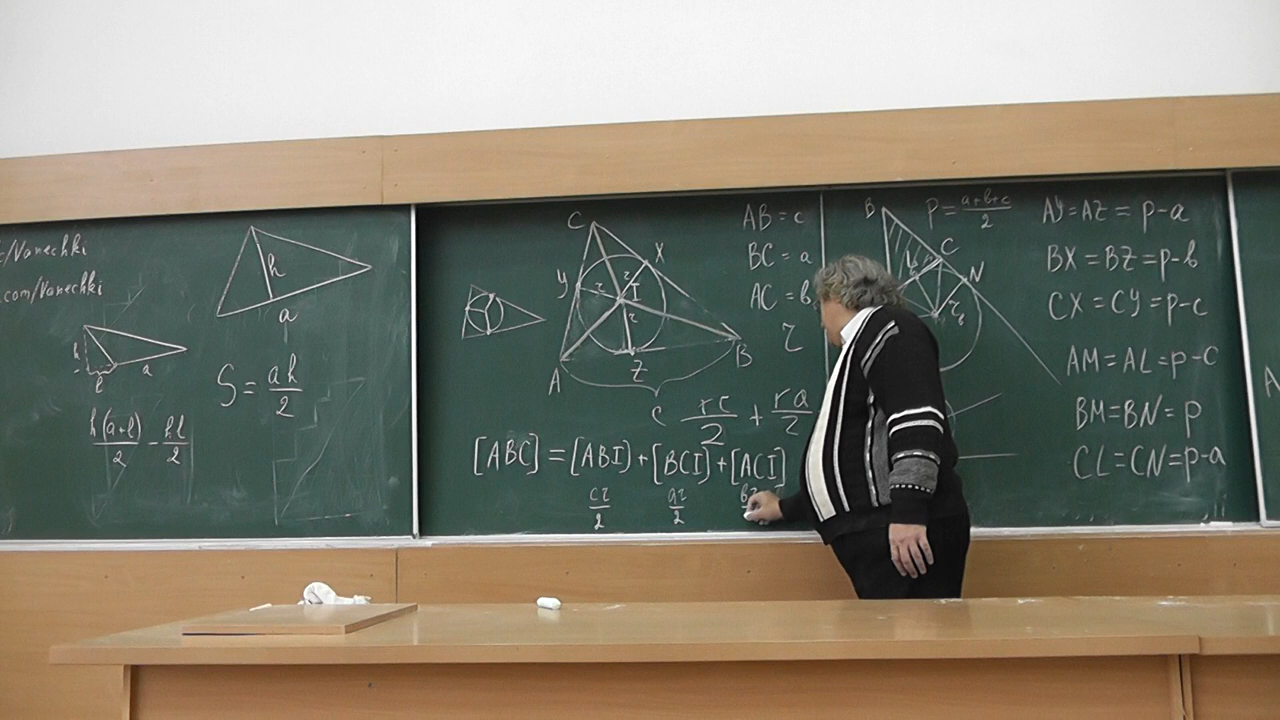 /Vanechki
.com/Vanechki
h
a
h
l
a
S = ah/2
h(a+l)/2 - hl/2
C
X
Y
I
r
r
r
A
Z
B
c
AB = c
BC = a
AC = b
r
rc/2 + ra/2
[ABC] = [ABI] + [BCI] + [ACI]
cr/2
ar/2
B
C
N
P = a+b+c/2
AY = AZ = p-a
BX = BZ = p-b
CX = CY = p-c
AM = AL = p-c
BM = BN = p
CL = CN = p-a
A